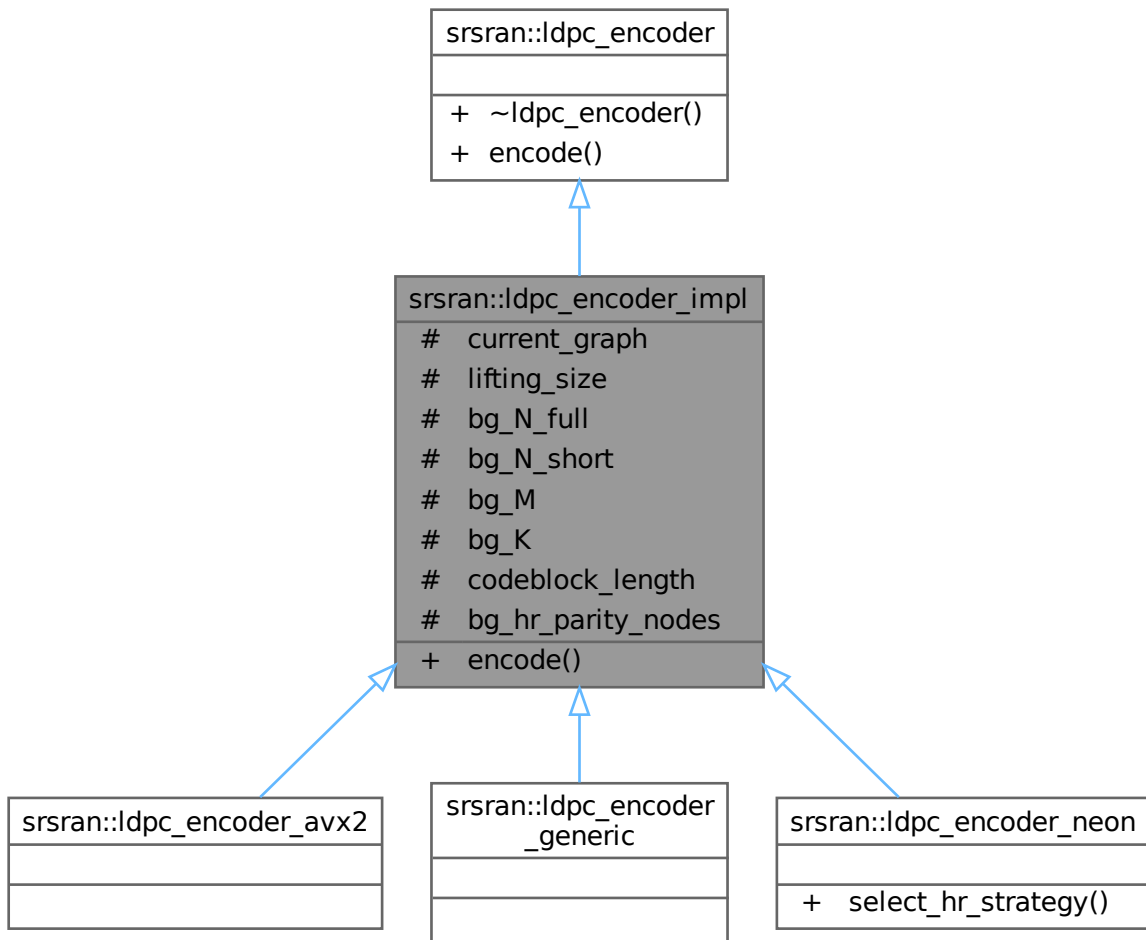 srsran::ldpc_encoder
+ ~ldpc_encoder()
+ encode()
srsran::ldpc_encoder_impl
# current_graph
# lifting_size
# bg_N_full
# bg_N_short
# bg_M
# bg_K
# codeblock_length
# bg_hr_parity_nodes
+ encode()
srsran::ldpc_encoder_avx2
srsran::ldpc_encoder
_generic
srsran::ldpc_encoder_neon
+ select_hr_strategy()